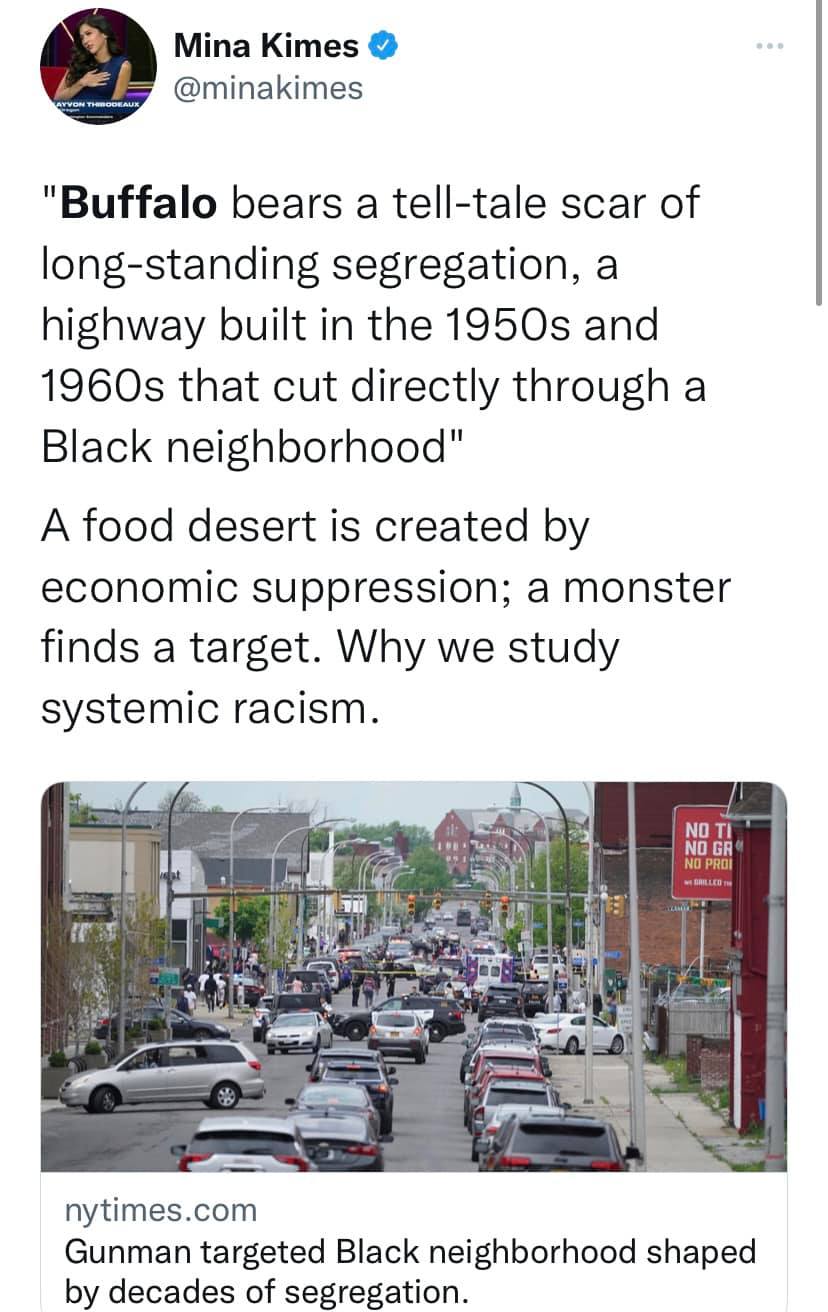 Mina Kimes
@minakimes
AYVON THIBODEAUX
"Buffalo bears a tell-tale scar of
long-standing segregation, a
highway built in the 1950s and
1960s that cut directly through a
Black neighborhood"
A food desert is created by
economic suppression; a monster
finds a target. Why we study
systemic racism.
NO TI
NO GR
NO PRO
nytimes.com
Gunman targeted Black neighborhood shaped
by decades of segregation.